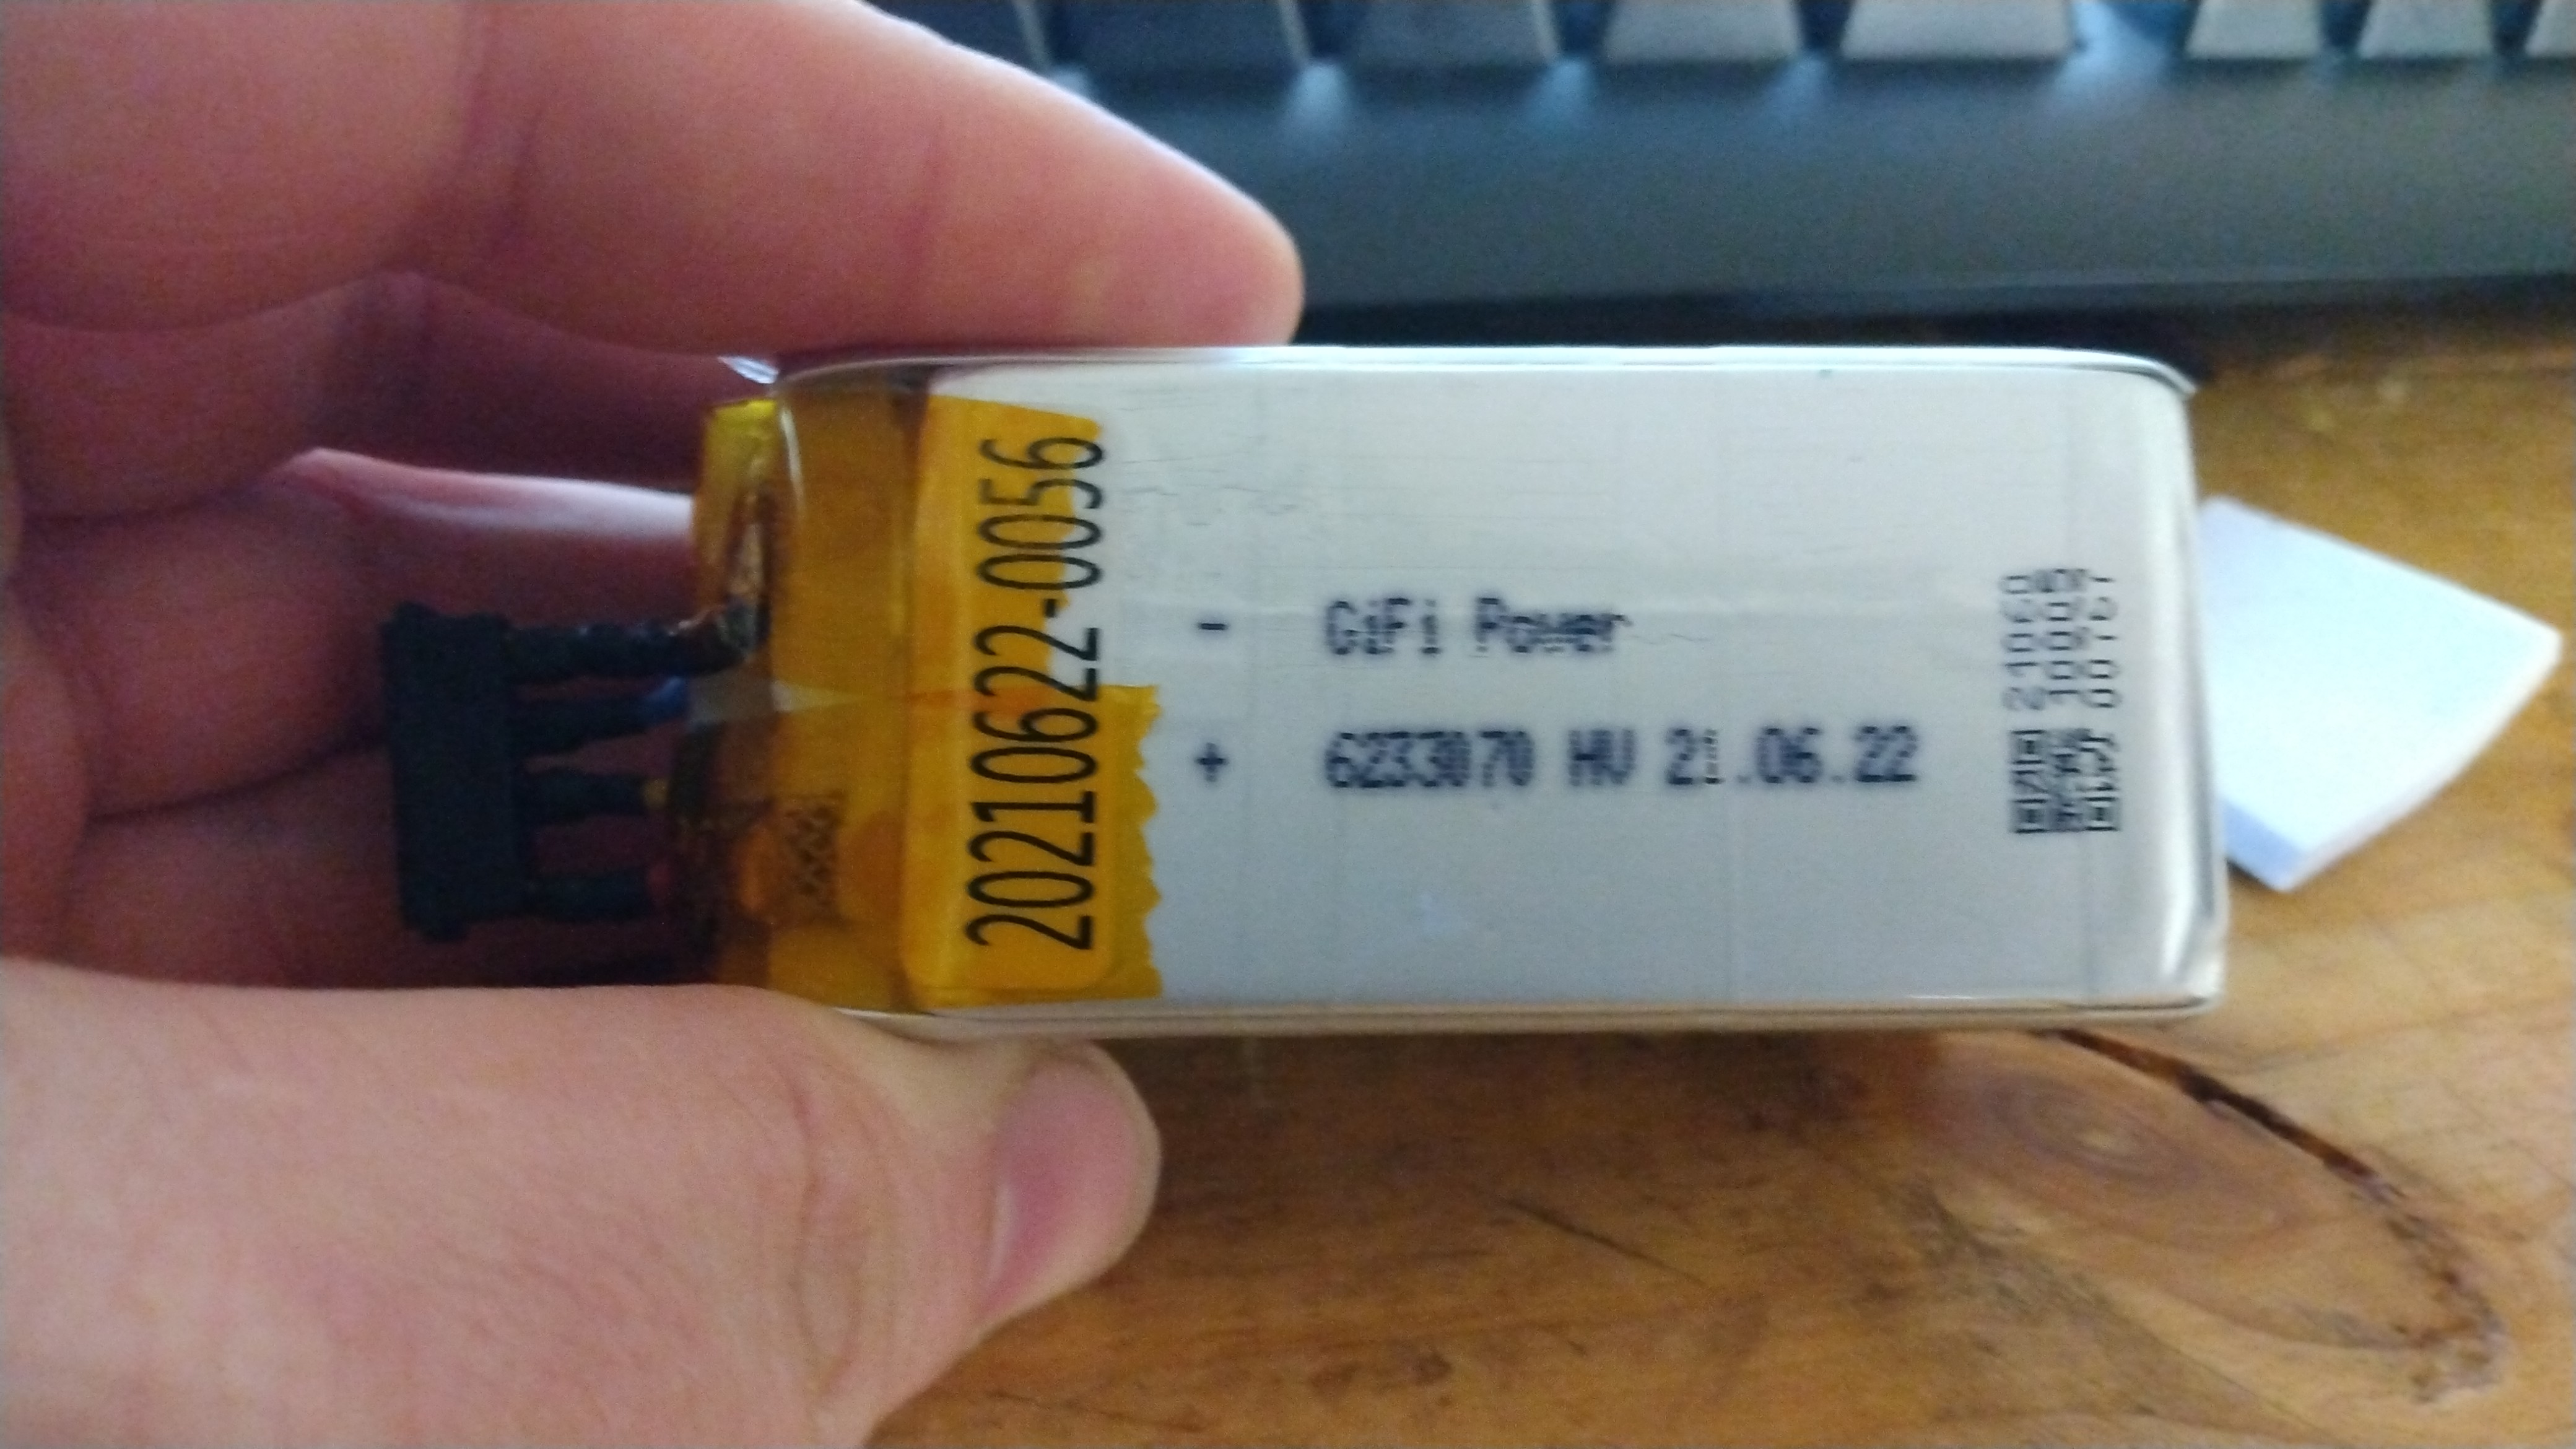 20210622-0056
- GiFi Power
+ 6233070 HV 21.06.22